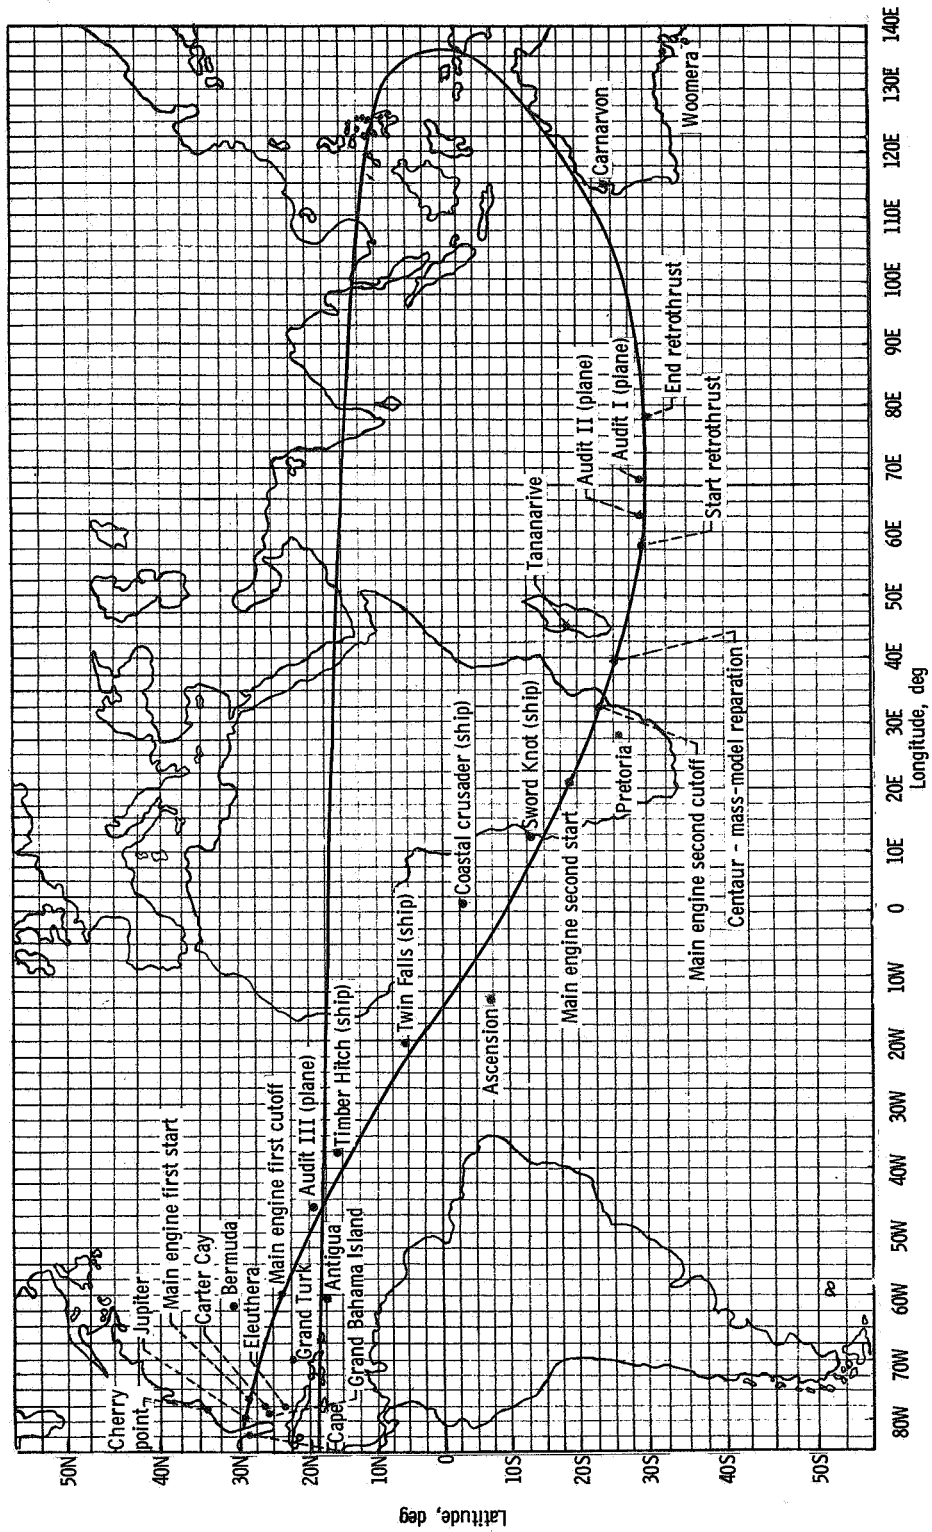 Cherry
point
Jupiter
Main engine first start
Carter Cay
Bermuda
Eleuthera
Main engine first cutoff
Grand Turk
Audit III (plane)
Antigua
Grand Bahama Island
Cape
Timber Hitch (ship)
Twin Falls (ship)
Ascension
Coastal crusader (ship)
Sword Knot (ship)
Main engine second start
Pretoria
Main engine second cutoff
Centaur - mass-model reparation
Tananarive
Audit II (plane)
Audit I (plane)
Start retrothrust
End retrothrust
Carnarvon
Woomera
50N
40N
30N
20N
10N
0
10S
20S
30S
40S
50S
Latitude, deg
80W
70W
60W
50W
40W
30W
20W
10W
0
10E
20E
30E
40E
50E
60E
70E
80E
90E
100E
110E
120E
130E
140E
Longitude, deg